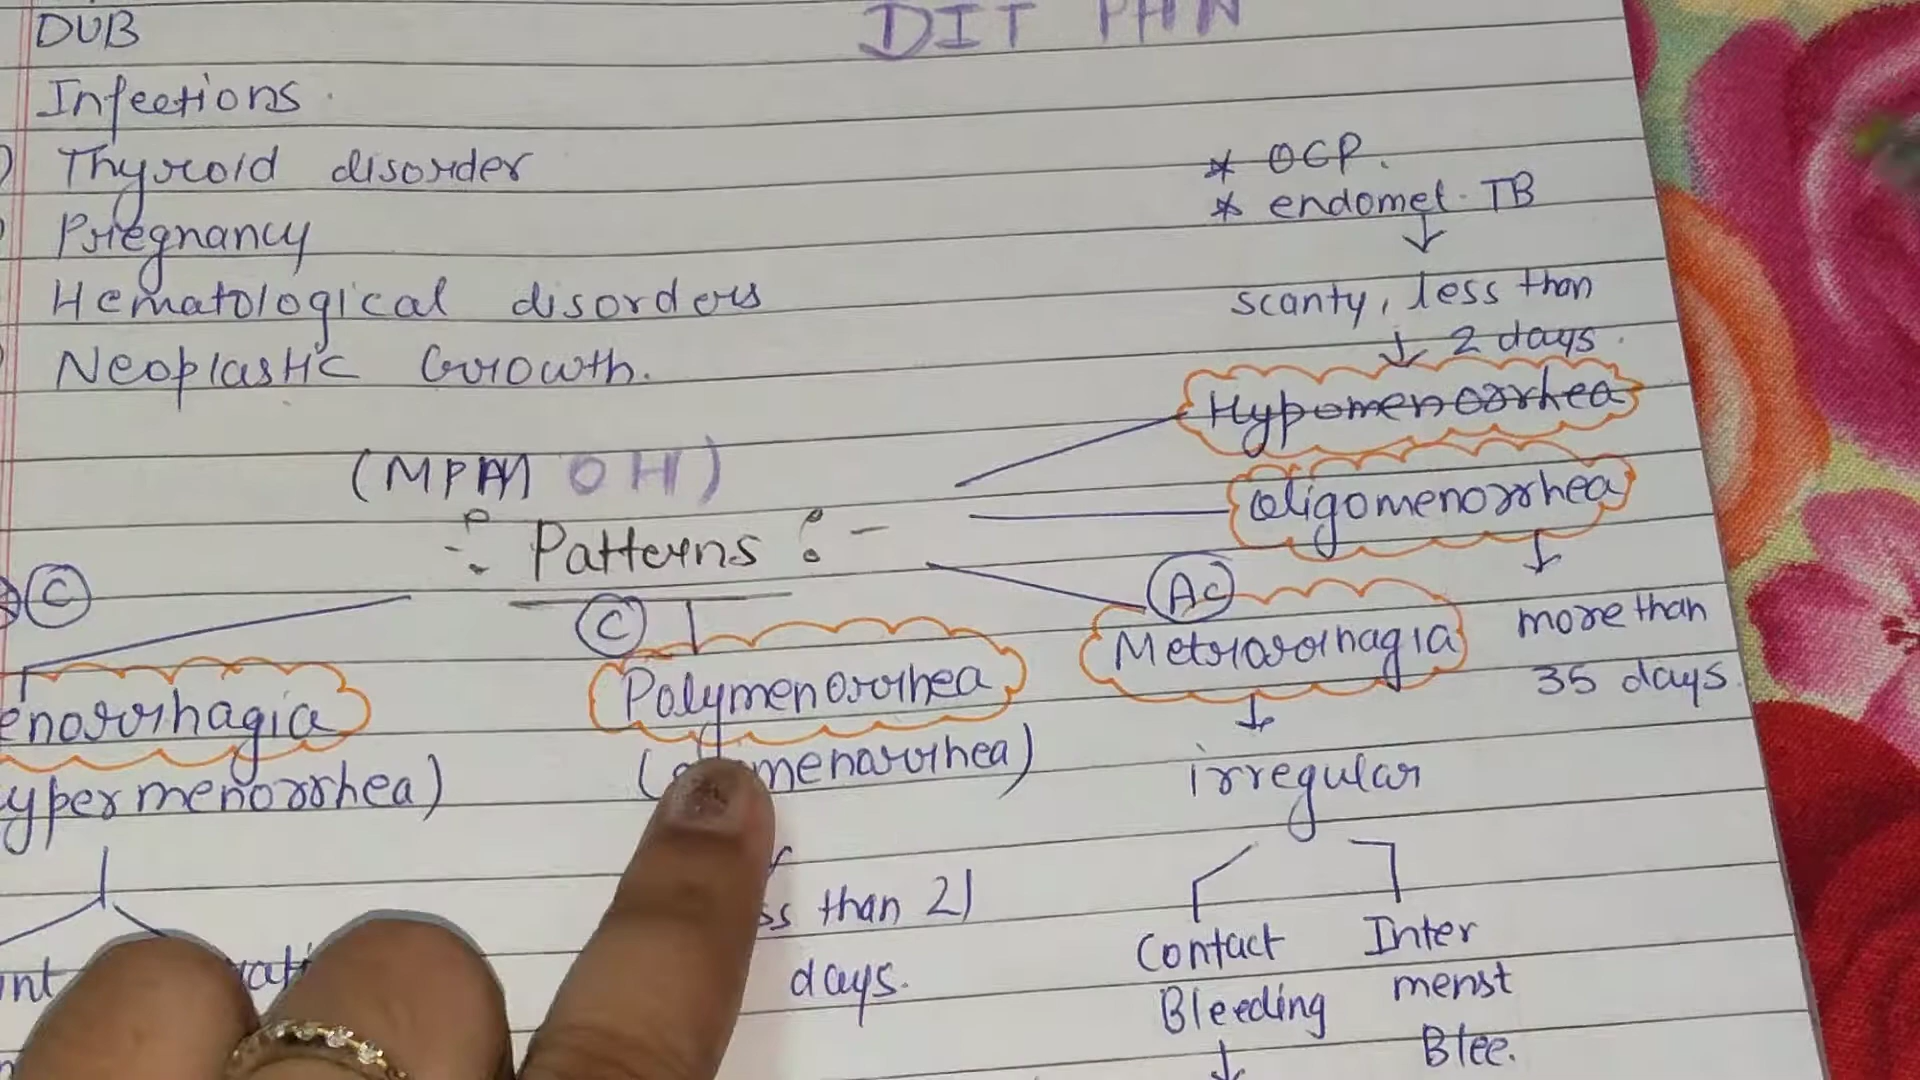 DUB
DIT PHN
Infections.
Thyroid disorder
* OCP.
* endomet. TB
Pregnancy
Hematological disorders
scanty, less than
2 days.
Neoplastic Growth.
Hypomenorrhea
(MPM OH)
Oligomenorrhea
Patterns :-
more than
35 days.
C
C
Ac
enorrhagia
Polymenorrhea
Metrorrhagia
ypermenorrhea)
menorrhea)
irregular
than 21
days.
Contact
Bleeding
Inter
menst
Blee.